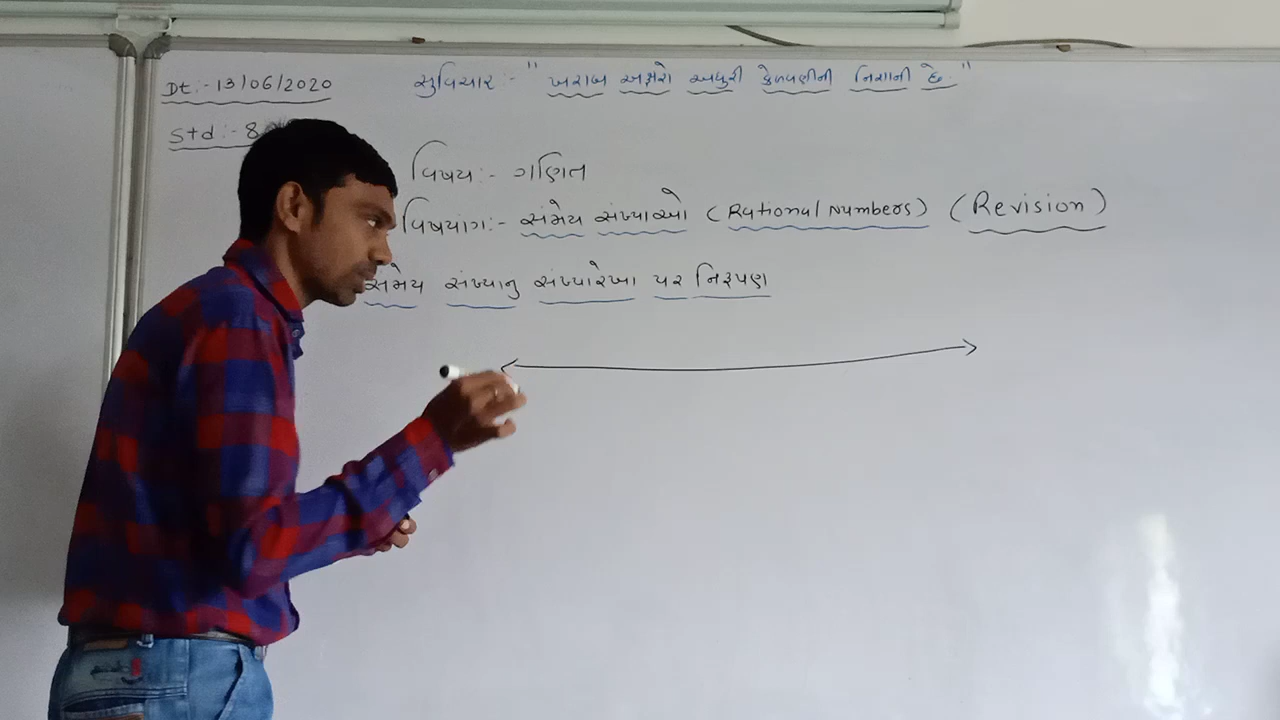 Dt:-13/06/2020
સુવિચાર:- "ખરાબ અક્ષરો અધુરી કેળવણીની નિશાની છે."
Std:-8
વિષય:- ગણિત
વિષયાંગ:- સંમેય સંખ્યાઓ (Rational Numbers) (Revision)
સંમેય સંખ્યાનુ સંખ્યારેખા પર નિરૂપણ